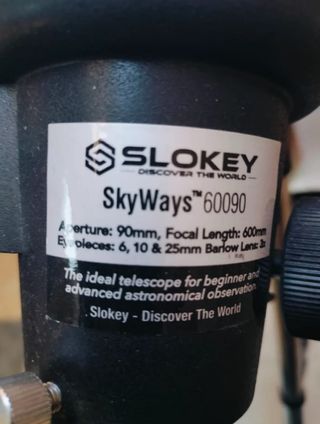 SLOKEY
DISCOVER THE WORLD
SkyWays™ 60090
Aperture: 90mm, Focal Length: 600mm
Eyepieces: 6, 10 & 25mm Barlow Lens: 2x
The ideal telescope for beginner and
advanced astronomical observation.
Slokey - Discover The World